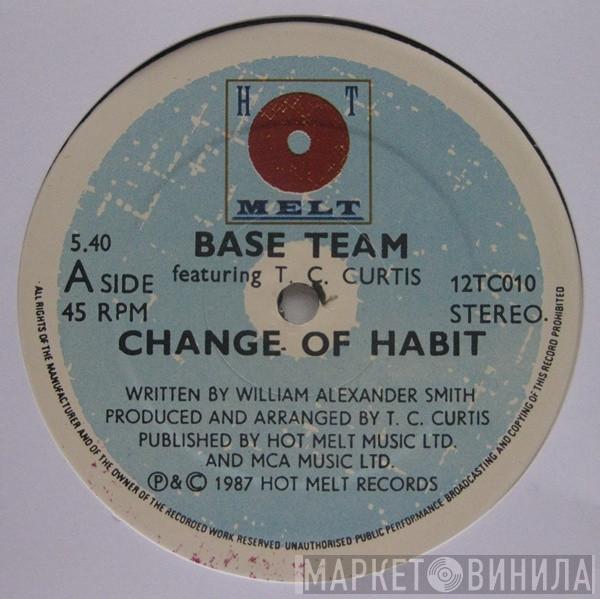 H T
MELT
BASE TEAM
featuring T. C. CURTIS
5.40
A SIDE
45 RPM
12TC010
STEREO.
CHANGE OF HABIT
WRITTEN BY WILLIAM ALEXANDER SMITH
PRODUCED AND ARRANGED BY T. C. CURTIS
PUBLISHED BY HOT MELT MUSIC LTD.
AND MCA MUSIC LTD.
℗ & © 1987 HOT MELT RECORDS
ALL RIGHTS OF THE MANUFACTURER AND OF THE OWNER OF THE RECORDED WORK RESERVED UNAUTHORISED PUBLIC PERFORMANCE BROADCASTING AND COPYING OF THIS RECORD PROHIBITED
МАРКЕТ ВИНИЛА